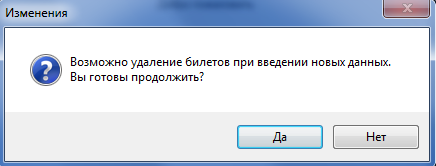 Изменения
Возможно удаление билетов при введении новых данных.
Вы готовы продолжить?
Да
Нет